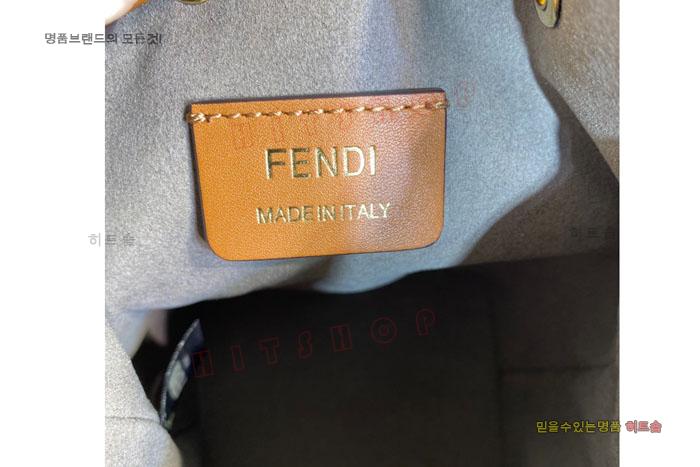 명품브랜드의 모든것!
HITSHOP
FENDI
MADE IN ITALY
히트숍
히트숍
HITSHOP
믿을수있는명품 히트숍